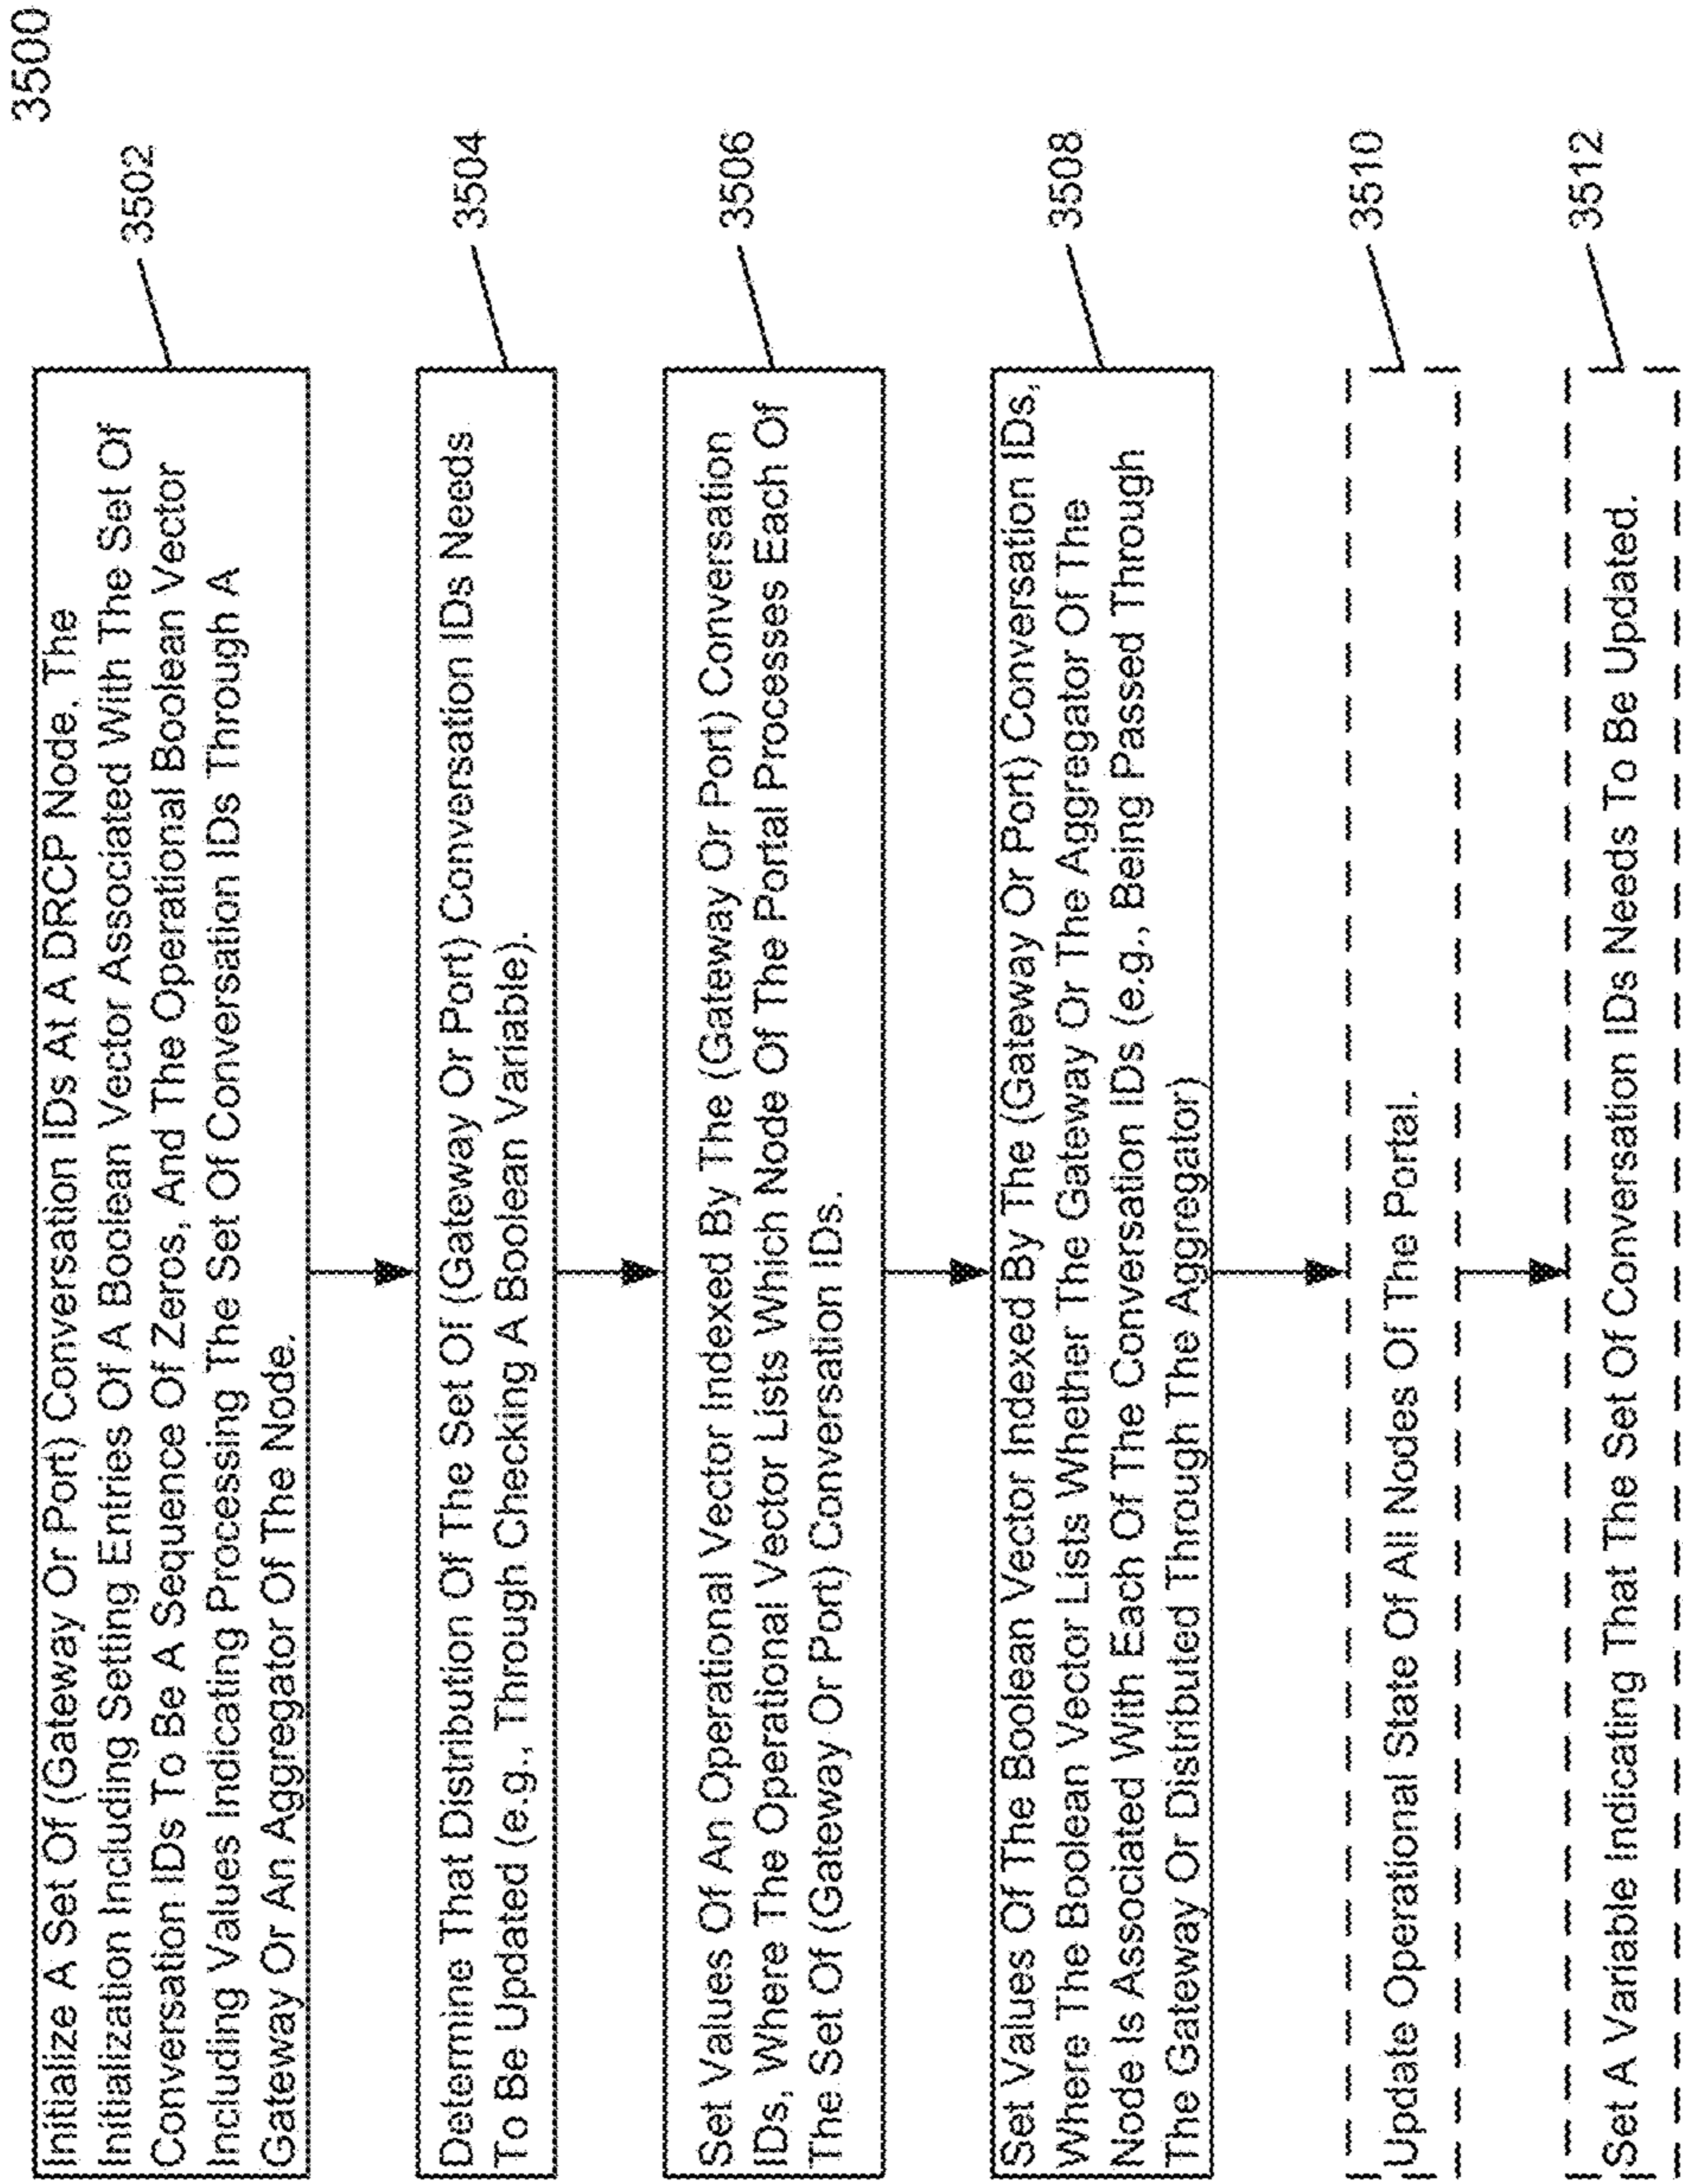 3500
Initialize A Set Of (Gateway Or Port) Conversation IDs At A DRCP Node, The
Initialization Including Setting Entries Of A Boolean Vector Associated With The Set Of
Conversation IDs To Be A Sequence Of Zeros, And The Operational Boolean Vector
Including Values Indicating Processing The Set Of Conversation IDs Through A
Gateway Or An Aggregator Of The Node.
3502
Determine That Distribution Of The Set Of (Gateway Or Port) Conversation IDs Needs
To Be Updated (e.g., Through Checking A Boolean Variable).
3504
Set Values Of An Operational Vector Indexed By The (Gateway Or Port) Conversation
IDs, Where The Operational Vector Lists Which Node Of The Portal Processes Each Of
The Set Of (Gateway Or Port) Conversation IDs.
3506
Set Values Of The Boolean Vector Indexed By The (Gateway Or Port) Conversation IDs,
Where The Boolean Vector Lists Whether The Gateway Or The Aggregator Of The
Node Is Associated With Each Of The Conversation IDs (e.g., Being Passed Through
The Gateway Or Distributed Through The Aggregator)
3508
Update Operational State Of All Nodes Of The Portal.
3510
Set A Variable Indicating That The Set Of Conversation IDs Needs To Be Updated.
3512